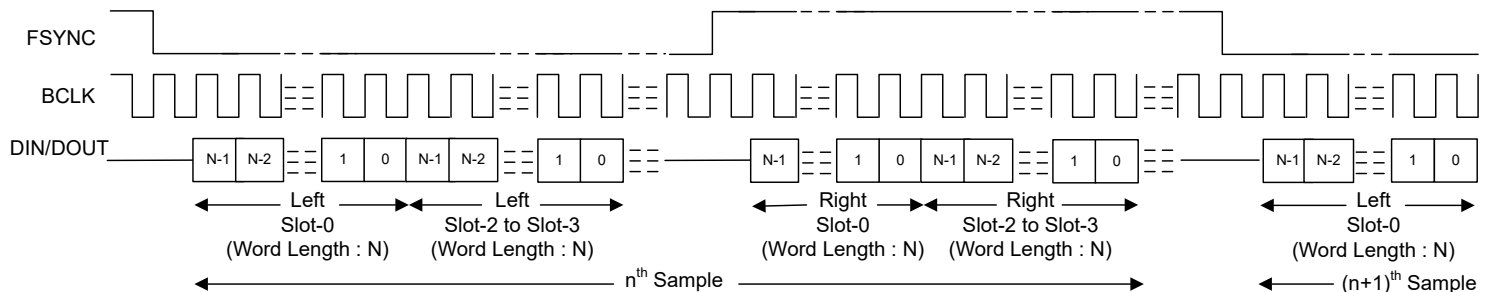 FSYNC
BCLK
DIN/DOUT
N-1 N-2 1 0 N-1 N-2 1 0 N-1 1 0 N-1 N-2 1 0 N-1 N-2 1 0
Left Left Right Right Left
Slot-0 Slot-2 to Slot-3 Slot-0 Slot-2 to Slot-3 Slot-0
(Word Length : N) (Word Length : N) (Word Length : N) (Word Length : N) (Word Length : N)
nth Sample (n+1)th Sample